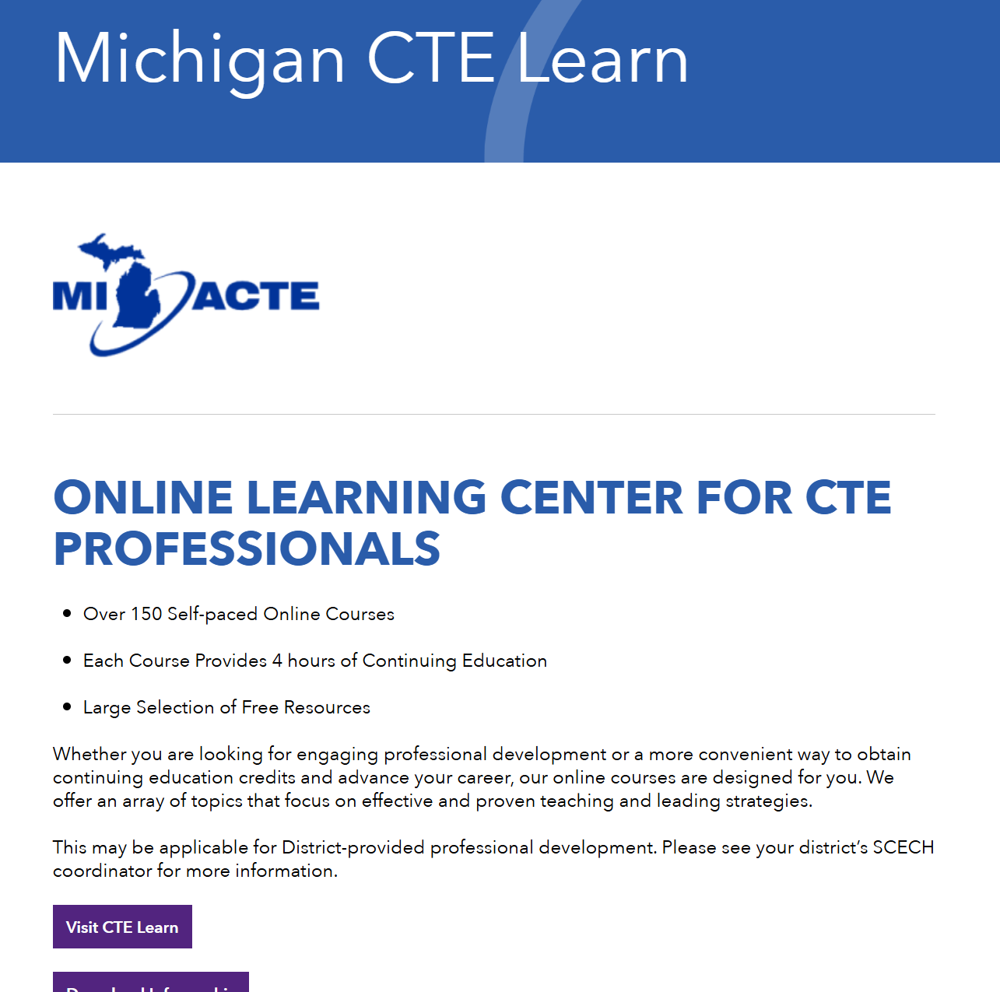 Michigan CTE Learn
MI ACTE
ONLINE LEARNING CENTER FOR CTE
PROFESSIONALS
Over 150 Self-paced Online Courses
Each Course Provides 4 hours of Continuing Education
Large Selection of Free Resources
Whether you are looking for engaging professional development or a more convenient way to obtain
continuing education credits and advance your career, our online courses are designed for you. We
offer an array of topics that focus on effective and proven teaching and leading strategies.
This may be applicable for District-provided professional development. Please see your district’s SCECH
coordinator for more information.
Visit CTE Learn
Download